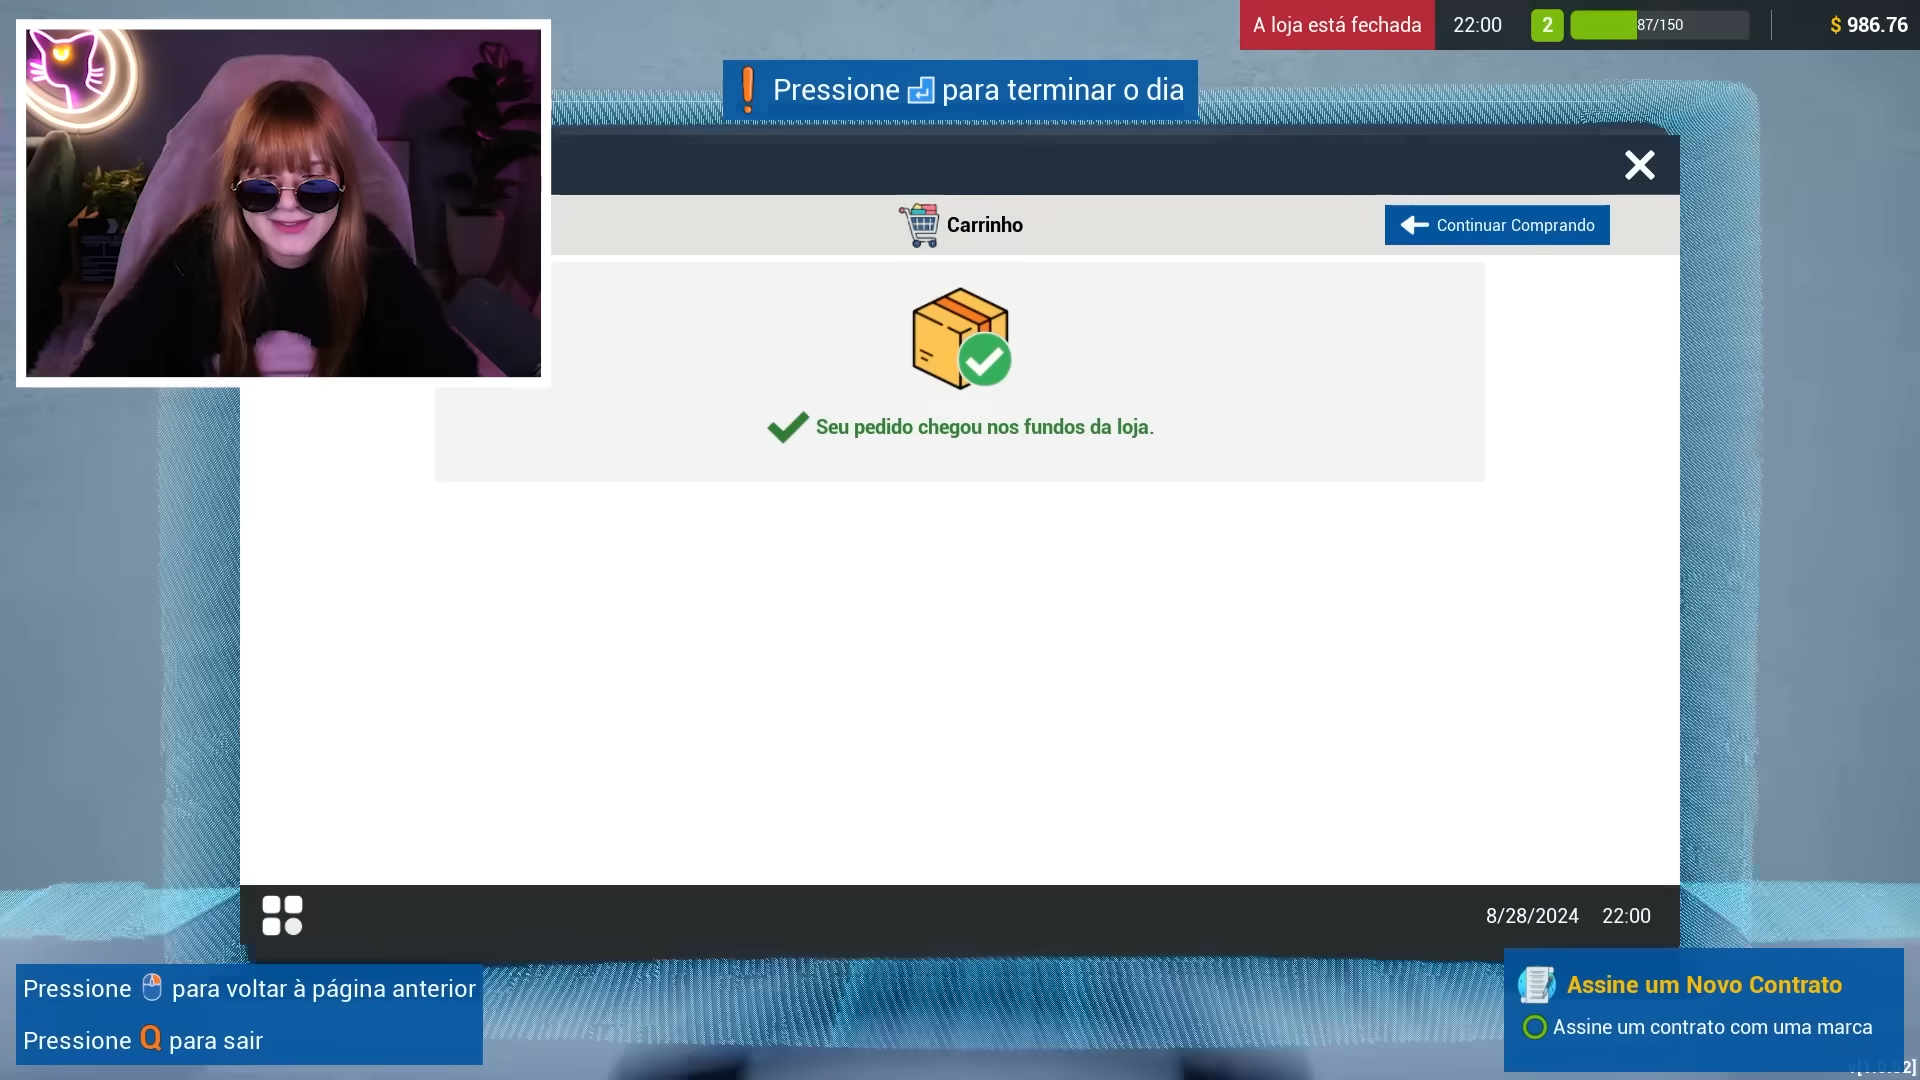 A loja está fechada
22:00
2
87/150
$ 986.76
Pressione para terminar o dia
Carrinho
Continuar Comprando
Seu pedido chegou nos fundos da loja.
8/28/2024 22:00
Pressione para voltar à página anterior
Pressione Q para sair
Assine um Novo Contrato
Assine um contrato com uma marca